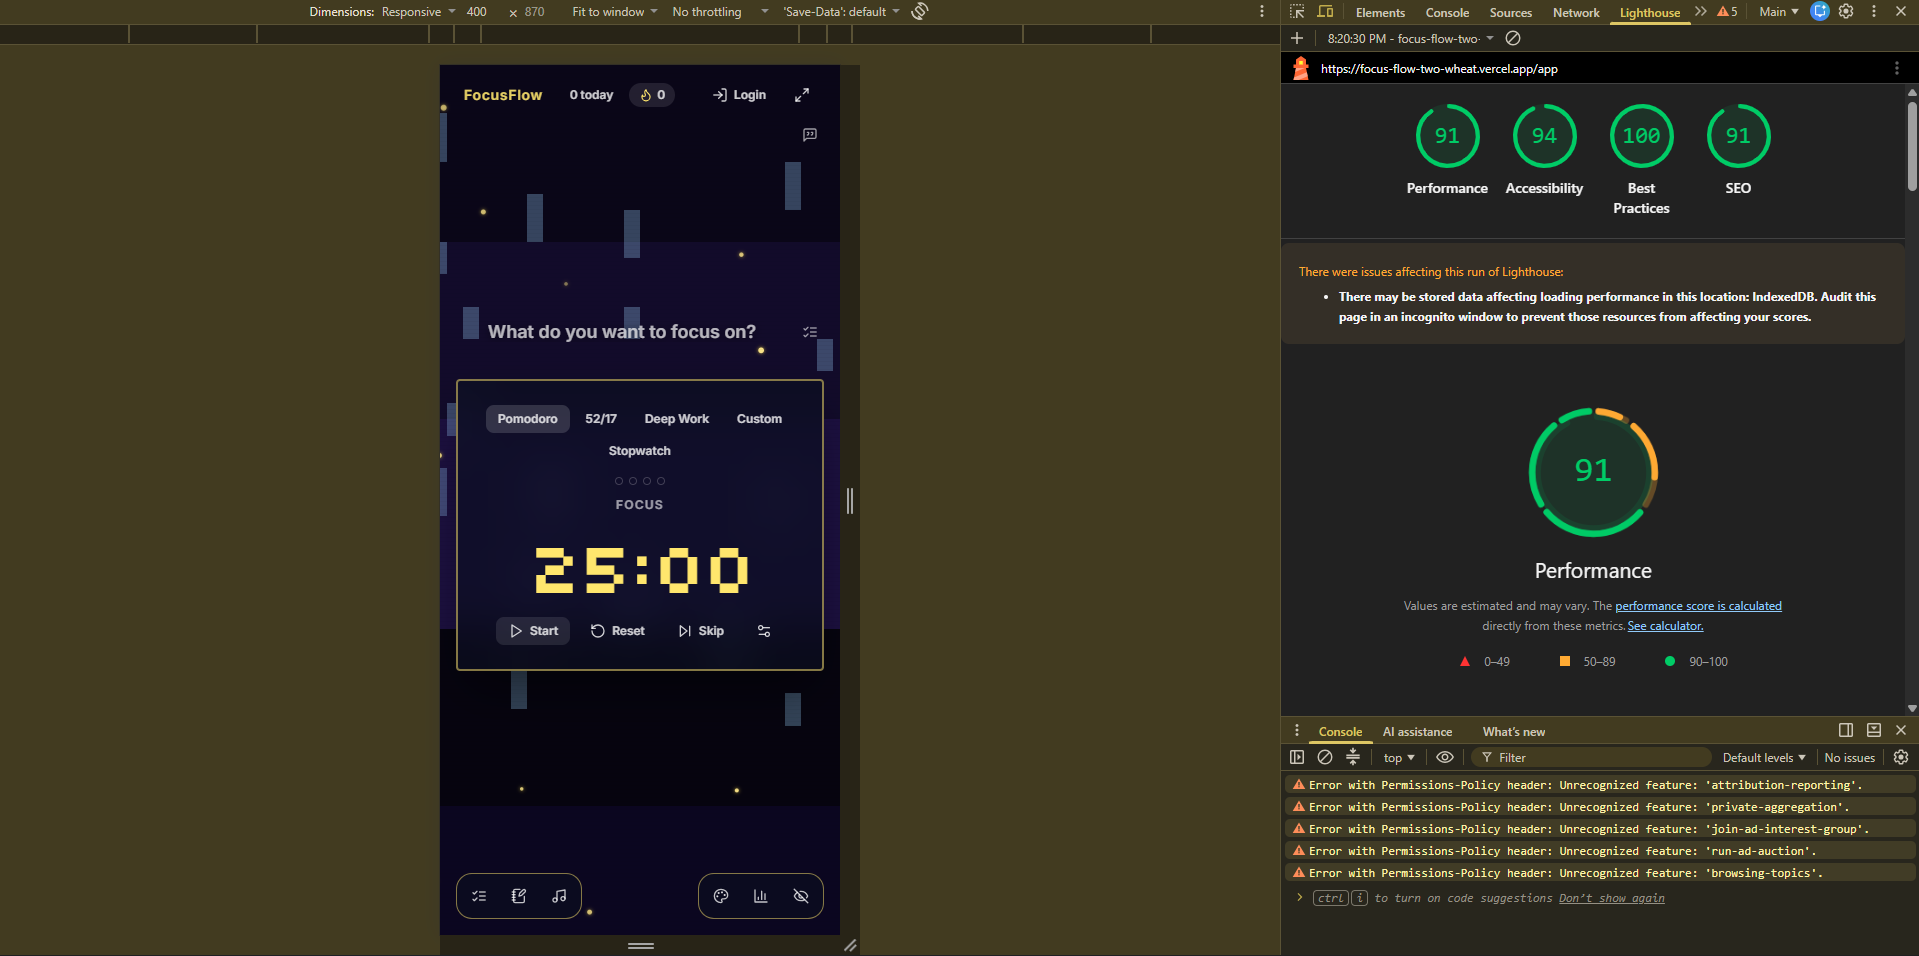 Dimensions: Responsive 400 × 870 Fit to window No throttling 'Save-Data': default
FocusFlow 0 today 0 Login
What do you want to focus on?
Pomodoro 52/17 Deep Work Custom
Stopwatch
FOCUS
25:00
Start Reset Skip
Elements Console Sources Network Lighthouse 5 Main
8:20:30 PM - focus-flow-two-
https://focus-flow-two-wheat.vercel.app/app
91 94 100 91
Performance Accessibility Best Practices SEO
There were issues affecting this run of Lighthouse:
• There may be stored data affecting loading performance in this location: IndexedDB. Audit this
page in an incognito window to prevent those resources from affecting your scores.
91
Performance
Values are estimated and may vary. The performance score is calculated
directly from these metrics. See calculator.
0–49 50–89 90–100
Console AI assistance What's new
top Filter Default levels No issues
Error with Permissions-Policy header: Unrecognized feature: 'attribution-reporting'.
Error with Permissions-Policy header: Unrecognized feature: 'private-aggregation'.
Error with Permissions-Policy header: Unrecognized feature: 'join-ad-interest-group'.
Error with Permissions-Policy header: Unrecognized feature: 'run-ad-auction'.
Error with Permissions-Policy header: Unrecognized feature: 'browsing-topics'.
ctrl i to turn on code suggestions Don't show again